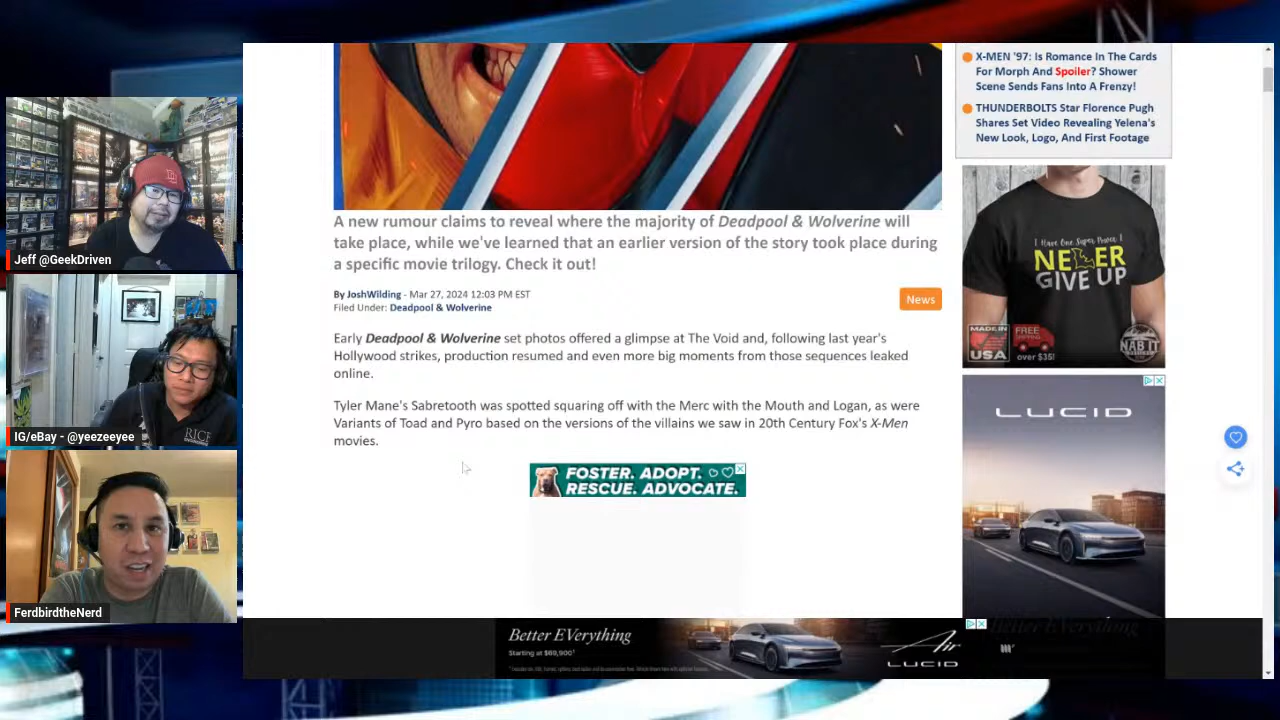 Jeff @GeekDriven
IG/eBay - @yeezeeyee
RICE
FerdbirdtheNerd
A new rumour claims to reveal where the majority of Deadpool & Wolverine will
take place, while we've learned that an earlier version of the story took place during
a specific movie trilogy. Check it out!
By JoshWilding - Mar 27, 2024 12:03 PM EST
Filed Under: Deadpool & Wolverine
News
Early Deadpool & Wolverine set photos offered a glimpse at The Void and, following last year's
Hollywood strikes, production resumed and even more big moments from those sequences leaked
online.
Tyler Mane's Sabretooth was spotted squaring off with the Merc with the Mouth and Logan, as were
Variants of Toad and Pyro based on the versions of the villains we saw in 20th Century Fox's X-Men
movies.
FOSTER. ADOPT.
RESCUE. ADVOCATE.
X-MEN '97: Is Romance In The Cards
For Morph And Spoiler? Shower
Scene Sends Fans Into A Frenzy!
THUNDERBOLTS Star Florence Pugh
Shares Set Video Revealing Yelena's
New Look, Logo, And First Footage
I Have One Super Power I
NEVER
GIVE UP
MADE IN
USA
FREE
SHIPPING
over $35!
NAB IT
LUCID
Better EVerything
Starting at $69,900
Air
LUCID
Better EVerything